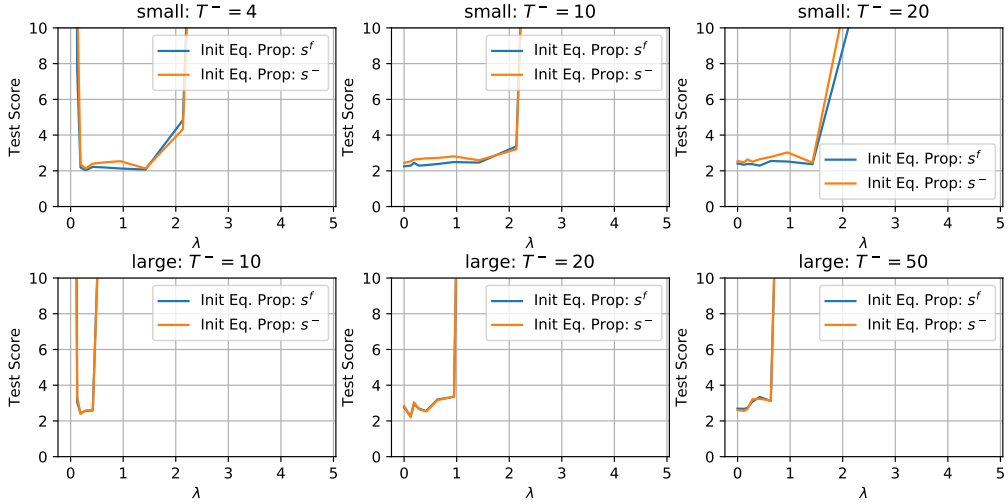 small: T⁻ = 4
10
8
6
4
2
0
Test Score
0 1 2 3 4 5
λ
Init Eq. Prop: sᶠ
Init Eq. Prop: s⁻
small: T⁻ = 10
10
8
6
4
2
0
Test Score
0 1 2 3 4 5
λ
Init Eq. Prop: sᶠ
Init Eq. Prop: s⁻
small: T⁻ = 20
10
8
6
4
2
0
Test Score
0 1 2 3 4 5
λ
Init Eq. Prop: sᶠ
Init Eq. Prop: s⁻
large: T⁻ = 10
10
8
6
4
2
0
Test Score
0 1 2 3 4 5
λ
Init Eq. Prop: sᶠ
Init Eq. Prop: s⁻
large: T⁻ = 20
10
8
6
4
2
0
Test Score
0 1 2 3 4 5
λ
Init Eq. Prop: sᶠ
Init Eq. Prop: s⁻
large: T⁻ = 50
10
8
6
4
2
0
Test Score
0 1 2 3 4 5
λ
Init Eq. Prop: sᶠ
Init Eq. Prop: s⁻